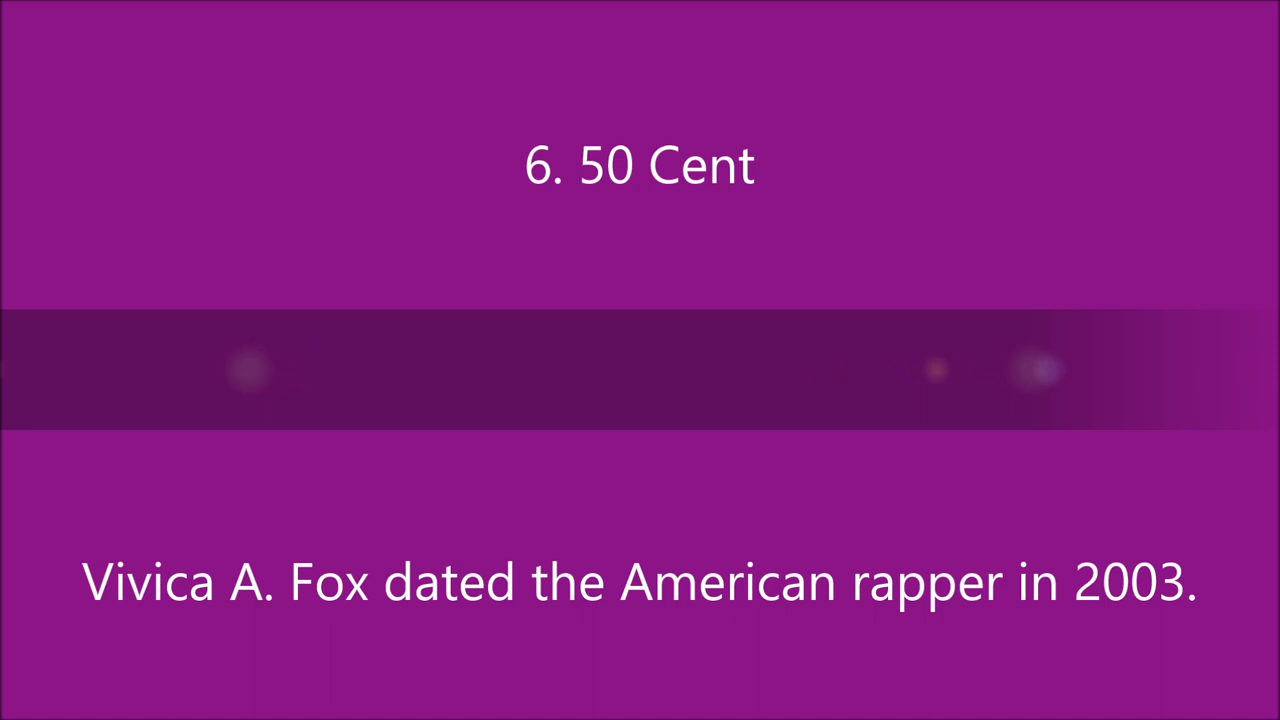 6. 50 Cent
Vivica A. Fox dated the American rapper in 2003.